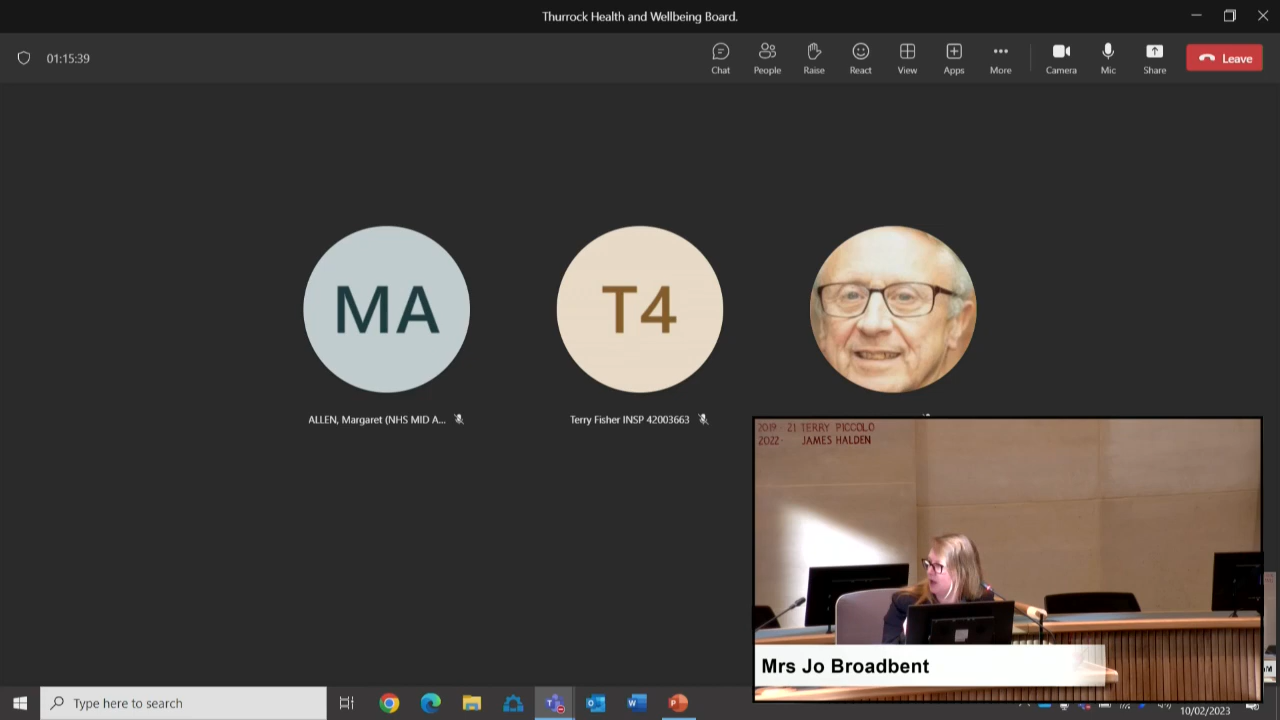 Thurrock Health and Wellbeing Board.
01:15:39
Chat
People
Raise
React
View
Apps
More
Camera
Mic
Share
Leave
MA
T4
ALLEN, Margaret (NHS MID A...
Terry Fisher INSP 42003663
2019 - 21 TERRY PICCOLO
2022- JAMES HALDEN
Mrs Jo Broadbent
Type here to search
10/02/2023